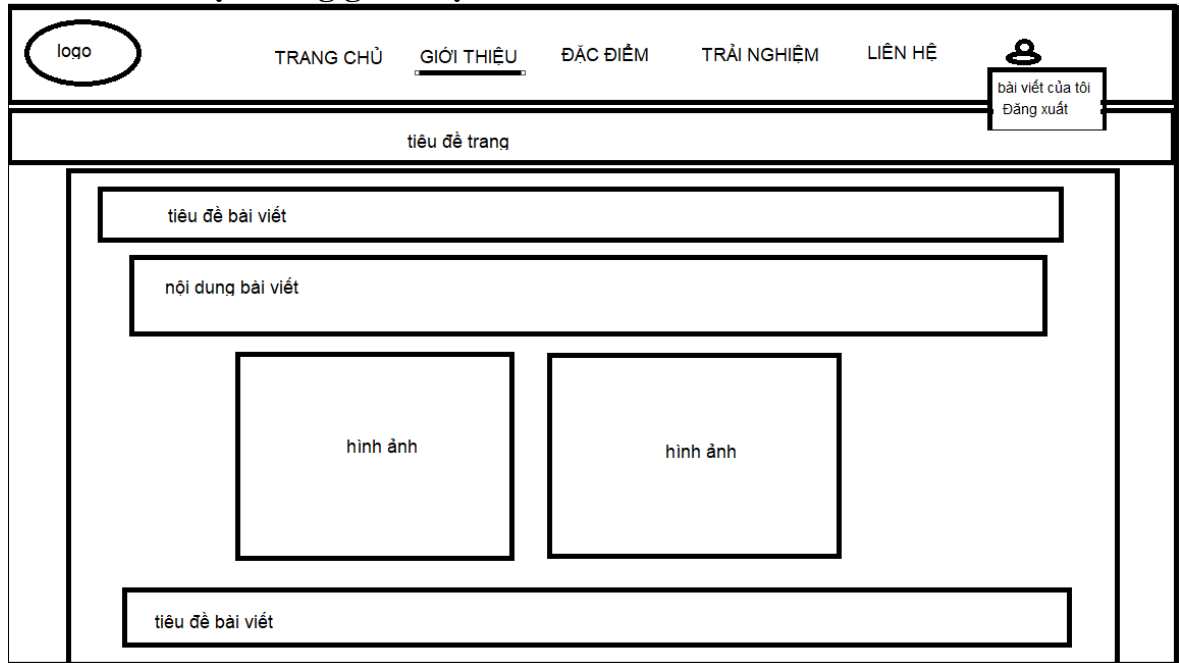 logo
TRANG CHỦ GIỚI THIỆU ĐẶC ĐIỂM TRẢI NGHIỆM LIÊN HỆ
bài viết của tôi
Đăng xuất
tiêu đề trang
tiêu đề bài viết
nội dung bài viết
hình ảnh
hình ảnh
tiêu đề bài viết